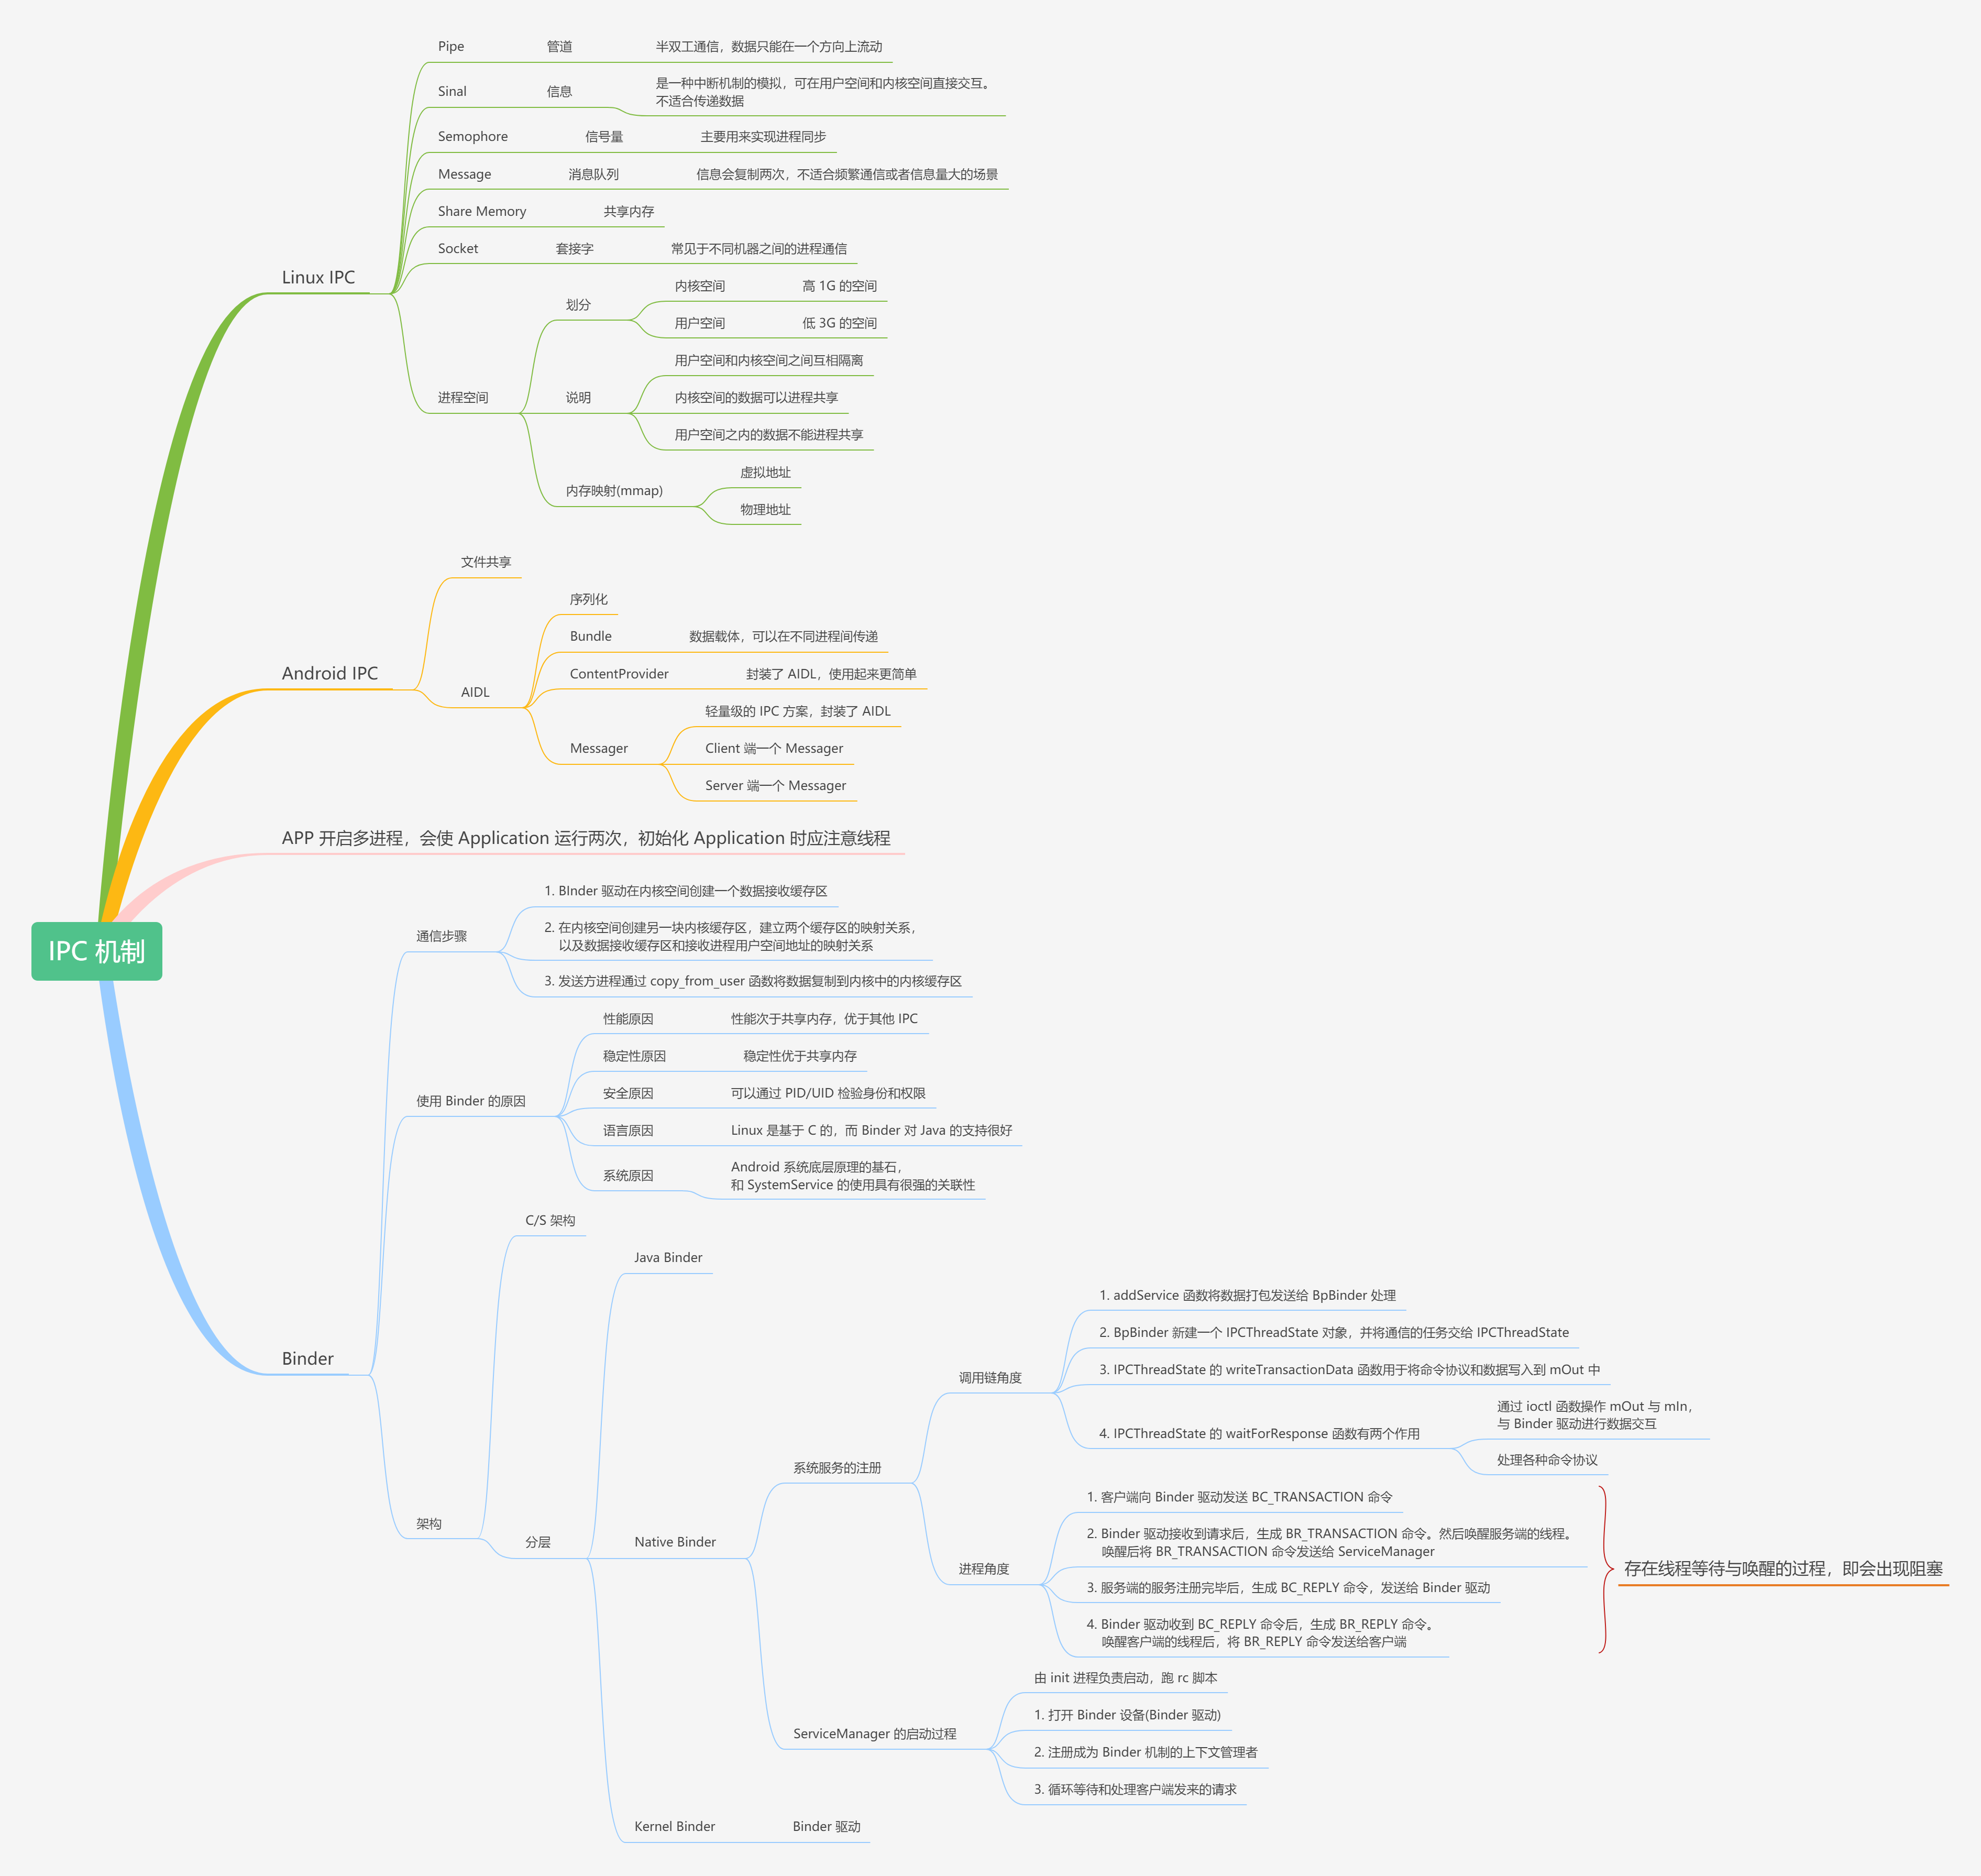 Pipe 管道 半双工通信，数据只能在一个方向上流动
Sinal 信息 是一种中断机制的模拟，可在用户空间和内核空间直接交互。
不适合传递数据
Semophore 信号量 主要用来实现进程同步
Message 消息队列 信息会复制两次，不适合频繁通信或者信息量大的场景
Share Memory 共享内存
Socket 套接字 常见于不同机器之间的进程通信
Linux IPC
进程空间
划分
内核空间 高 1G 的空间
用户空间 低 3G 的空间
说明
用户空间和内核空间之间互相隔离
内核空间的数据可以进程共享
用户空间之内的数据不能进程共享
内存映射(mmap)
虚拟地址
物理地址
Android IPC
文件共享
AIDL
序列化
Bundle 数据载体，可以在不同进程间传递
ContentProvider 封装了 AIDL，使用起来更简单
Messager
轻量级的 IPC 方案，封装了 AIDL
Client 端一个 Messager
Server 端一个 Messager
APP 开启多进程，会使 Application 运行两次，初始化 Application 时应注意线程
IPC 机制
Binder
通信步骤
1. BInder 驱动在内核空间创建一个数据接收缓存区
2. 在内核空间创建另一块内核缓存区，建立两个缓存区的映射关系，
以及数据接收缓存区和接收进程用户空间地址的映射关系
3. 发送方进程通过 copy_from_user 函数将数据复制到内核中的内核缓存区
使用 Binder 的原因
性能原因 性能次于共享内存，优于其他 IPC
稳定性原因 稳定性优于共享内存
安全原因 可以通过 PID/UID 检验身份和权限
语言原因 Linux 是基于 C 的，而 Binder 对 Java 的支持很好
系统原因 Android 系统底层原理的基石，
和 SystemService 的使用具有很强的关联性
架构
C/S 架构
分层
Java Binder
Native Binder
系统服务的注册
调用链角度
1. addService 函数将数据打包发送给 BpBinder 处理
2. BpBinder 新建一个 IPCThreadState 对象，并将通信的任务交给 IPCThreadState
3. IPCThreadState 的 writeTransactionData 函数用于将命令协议和数据写入到 mOut 中
4. IPCThreadState 的 waitForResponse 函数有两个作用
通过 ioctl 函数操作 mOut 与 mIn，
与 Binder 驱动进行数据交互
处理各种命令协议
进程角度
1. 客户端向 Binder 驱动发送 BC_TRANSACTION 命令
2. Binder 驱动接收到请求后，生成 BR_TRANSACTION 命令。然后唤醒服务端的线程。
唤醒后将 BR_TRANSACTION 命令发送给 ServiceManager
3. 服务端的服务注册完毕后，生成 BC_REPLY 命令，发送给 Binder 驱动
4. Binder 驱动收到 BC_REPLY 命令后，生成 BR_REPLY 命令。
唤醒客户端的线程后，将 BR_REPLY 命令发送给客户端
存在线程等待与唤醒的过程，即会出现阻塞
ServiceManager 的启动过程
由 init 进程负责启动，跑 rc 脚本
1. 打开 Binder 设备(Binder 驱动)
2. 注册成为 Binder 机制的上下文管理者
3. 循环等待和处理客户端发来的请求
Kernel Binder Binder 驱动